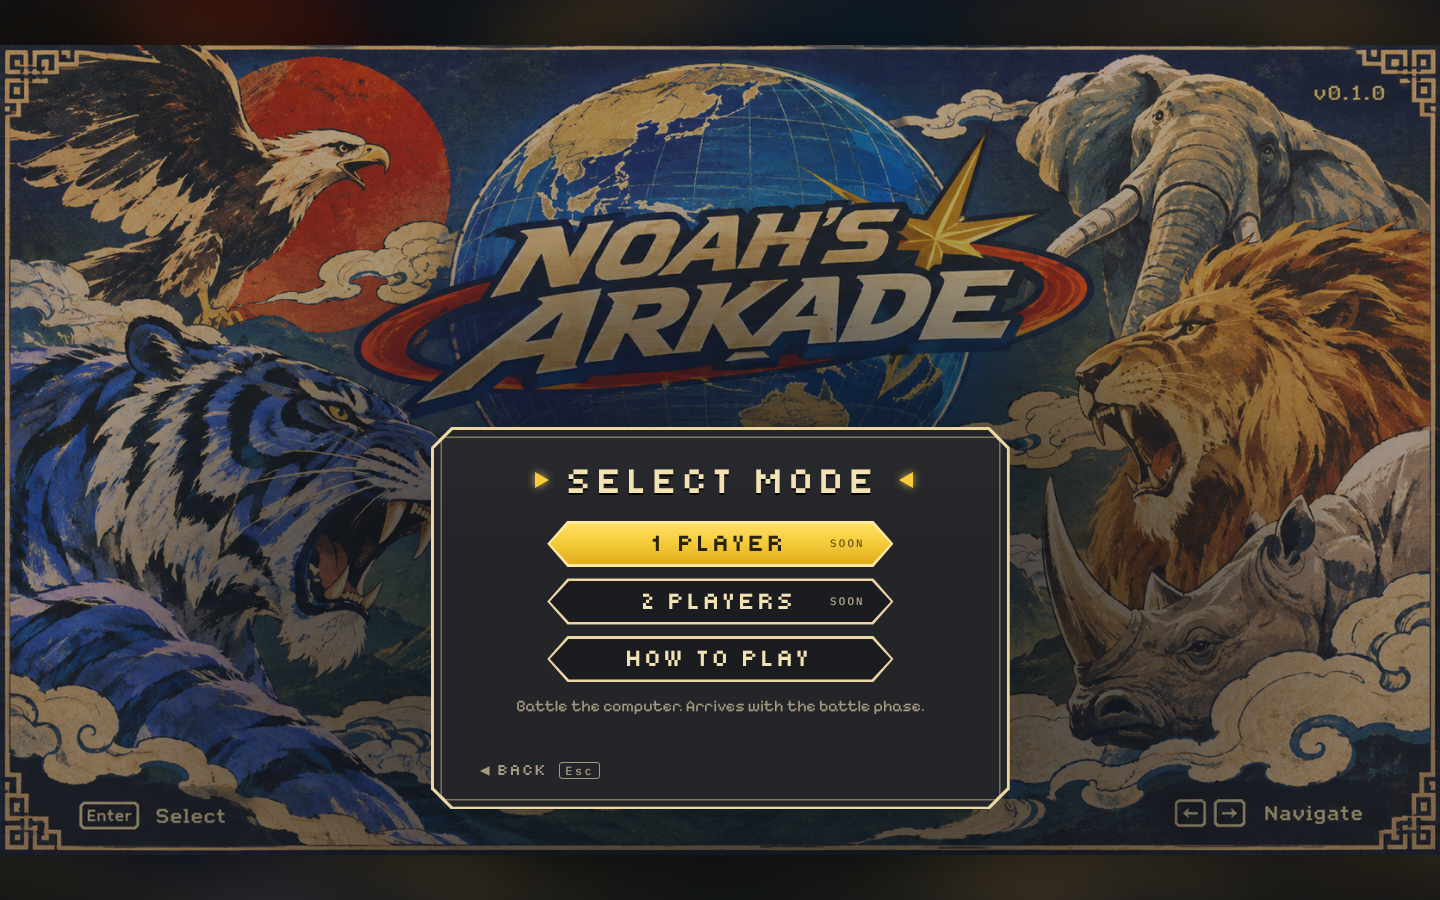 v0.1.0
NOAH'S
ARKADE
SELECT MODE
1 PLAYER SOON
2 PLAYERS SOON
HOW TO PLAY
Battle the computer. Arrives with the battle phase.
◀ BACK Esc
Enter Select
← → Navigate